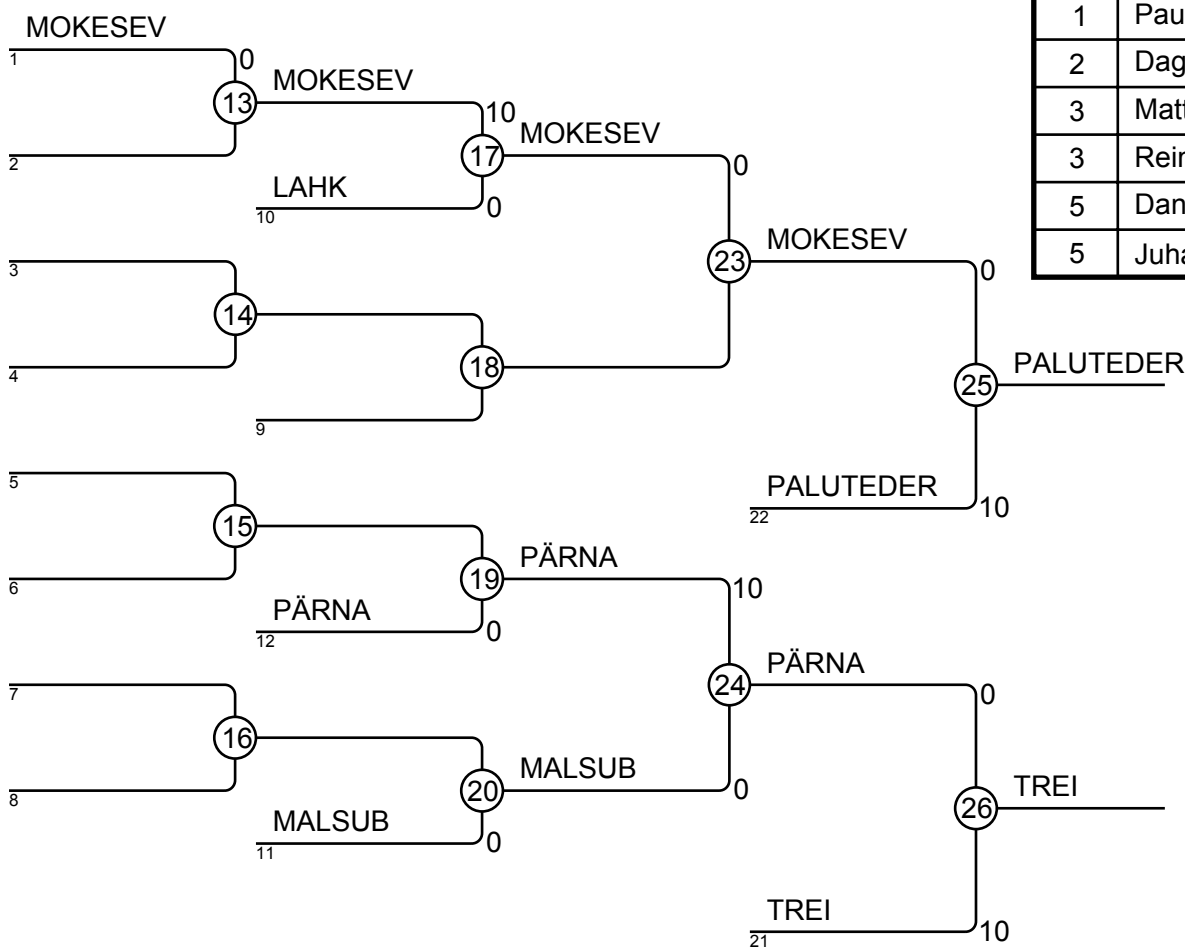 MOKESEV
1 Pau
1
0
MOKESEV
2 Dag
13
10
MOKESEV
3 Matt
2
17
0
3 Rein
LAHK
10
0
MOKESEV
5 Dan
3
23
0
5 Juha
14
18
PALUTEDER
4
25
9
PALUTEDER
5
22
10
15
PÄRNA
19
6
10
PÄRNA
12
0
PÄRNA
7
24
0
16
MALSUB
20
0
TREI
8
26
MALSUB
11
0
TREI
21
10